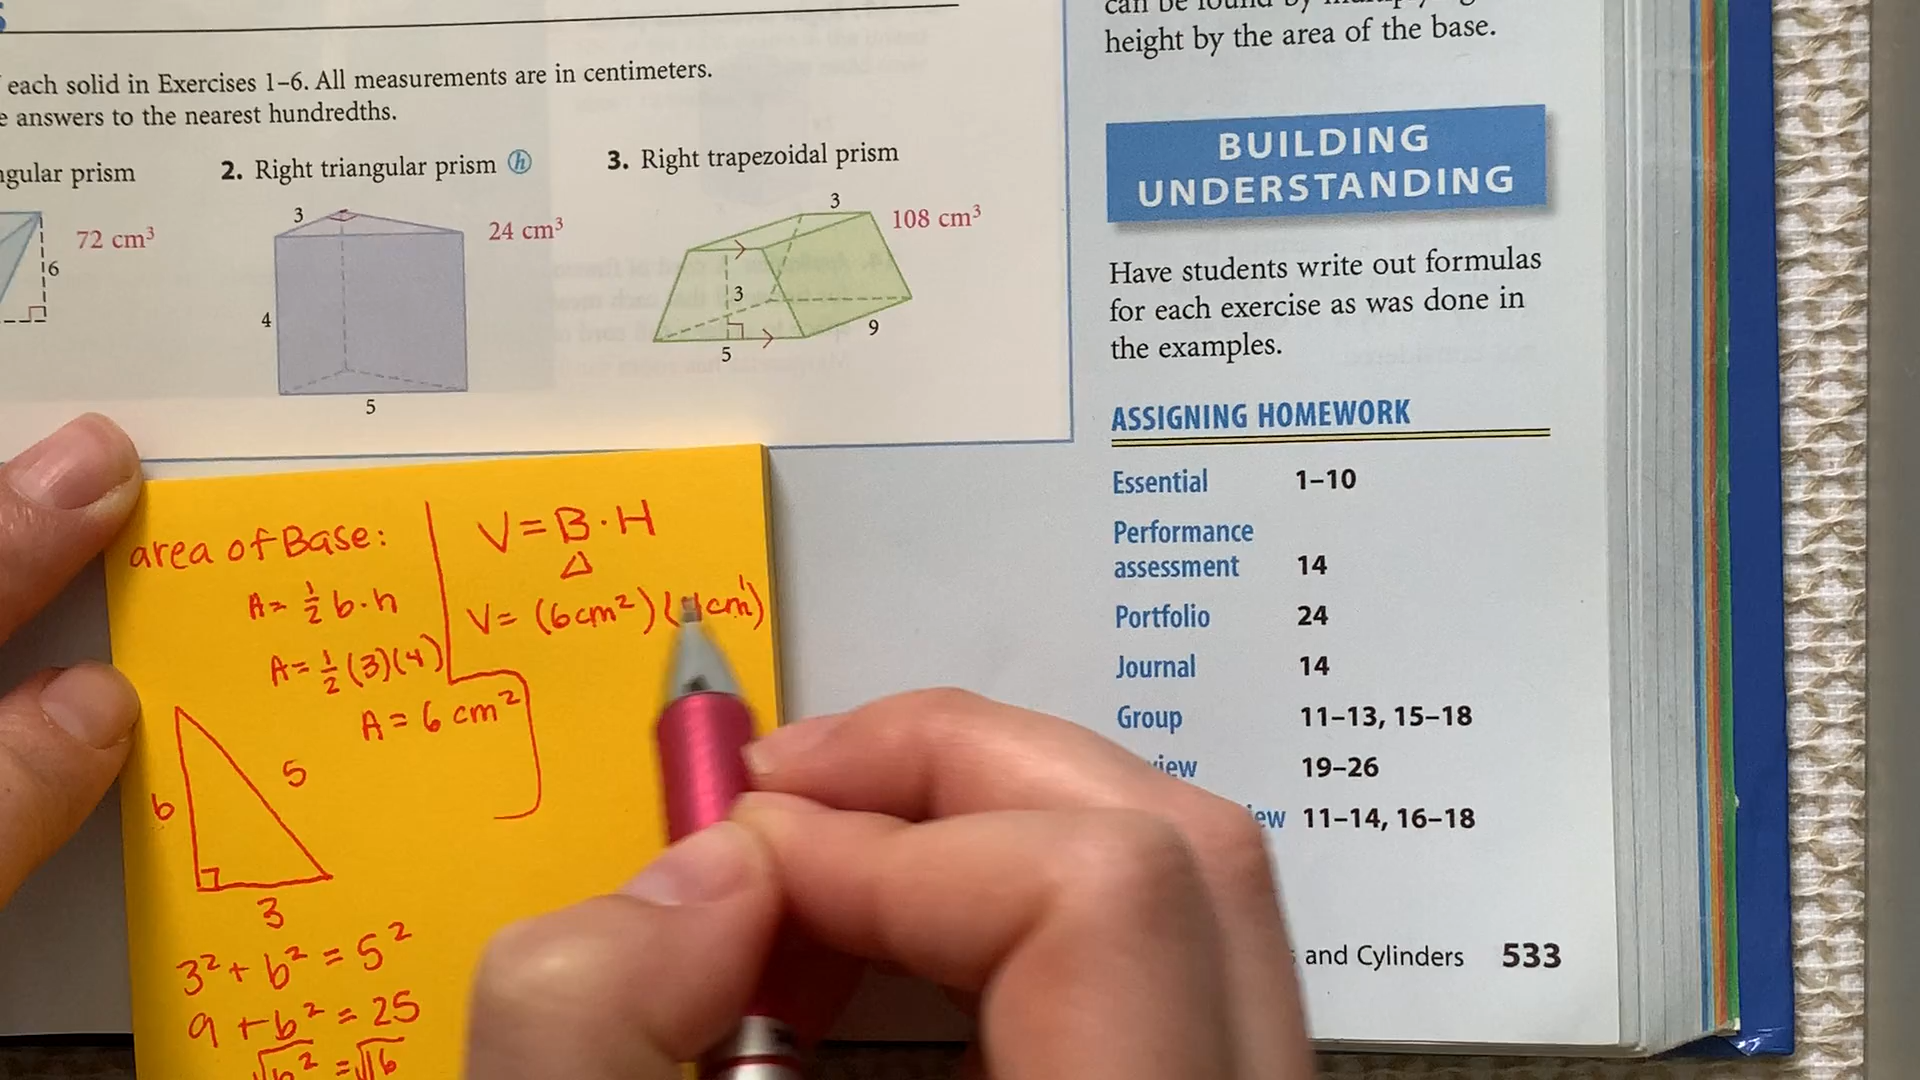 each solid in Exercises 1–6. All measurements are in centimeters.
answers to the nearest hundredths.
prism
72 cm³
6
2. Right triangular prism ⓗ
3
24 cm³
4
5
3. Right trapezoidal prism
3
108 cm³
3
9
5
height by the area of the base.
BUILDING
UNDERSTANDING
Have students write out formulas
for each exercise as was done in
the examples.
ASSIGNING HOMEWORK
Essential 1–10
Performance
assessment 14
Portfolio 24
Journal 14
Group 11–13, 15–18
19–26
11–14, 16–18
and Cylinders 533
area of Base:
A = ½ b·h
A = ½ (3)(4)
A = 6 cm²
V = B·H
△
V = (6cm²)( cm¹)
b
5
3
3² + b² = 5²
9 + b² = 25
√b² = √16